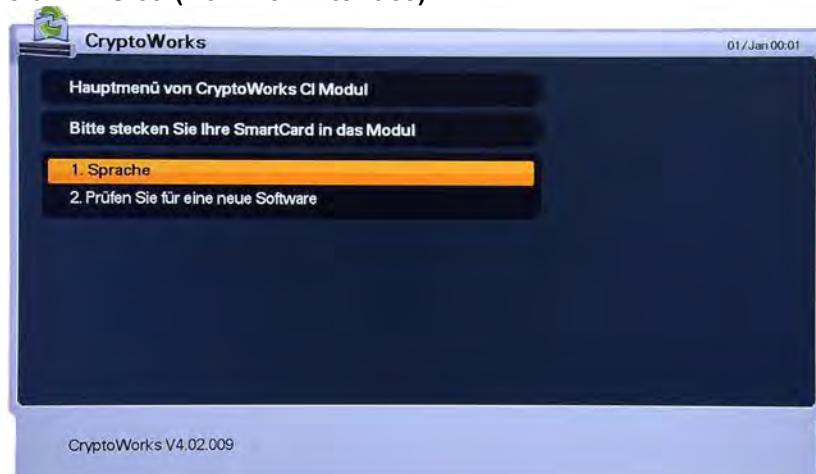 CryptoWorks
01/Jan 00:01
Hauptmenü von CryptoWorks CI Modul
Bitte stecken Sie Ihre SmartCard in das Modul
1. Sprache
2. Prüfen Sie für eine neue Software
CryptoWorks V4.02.009